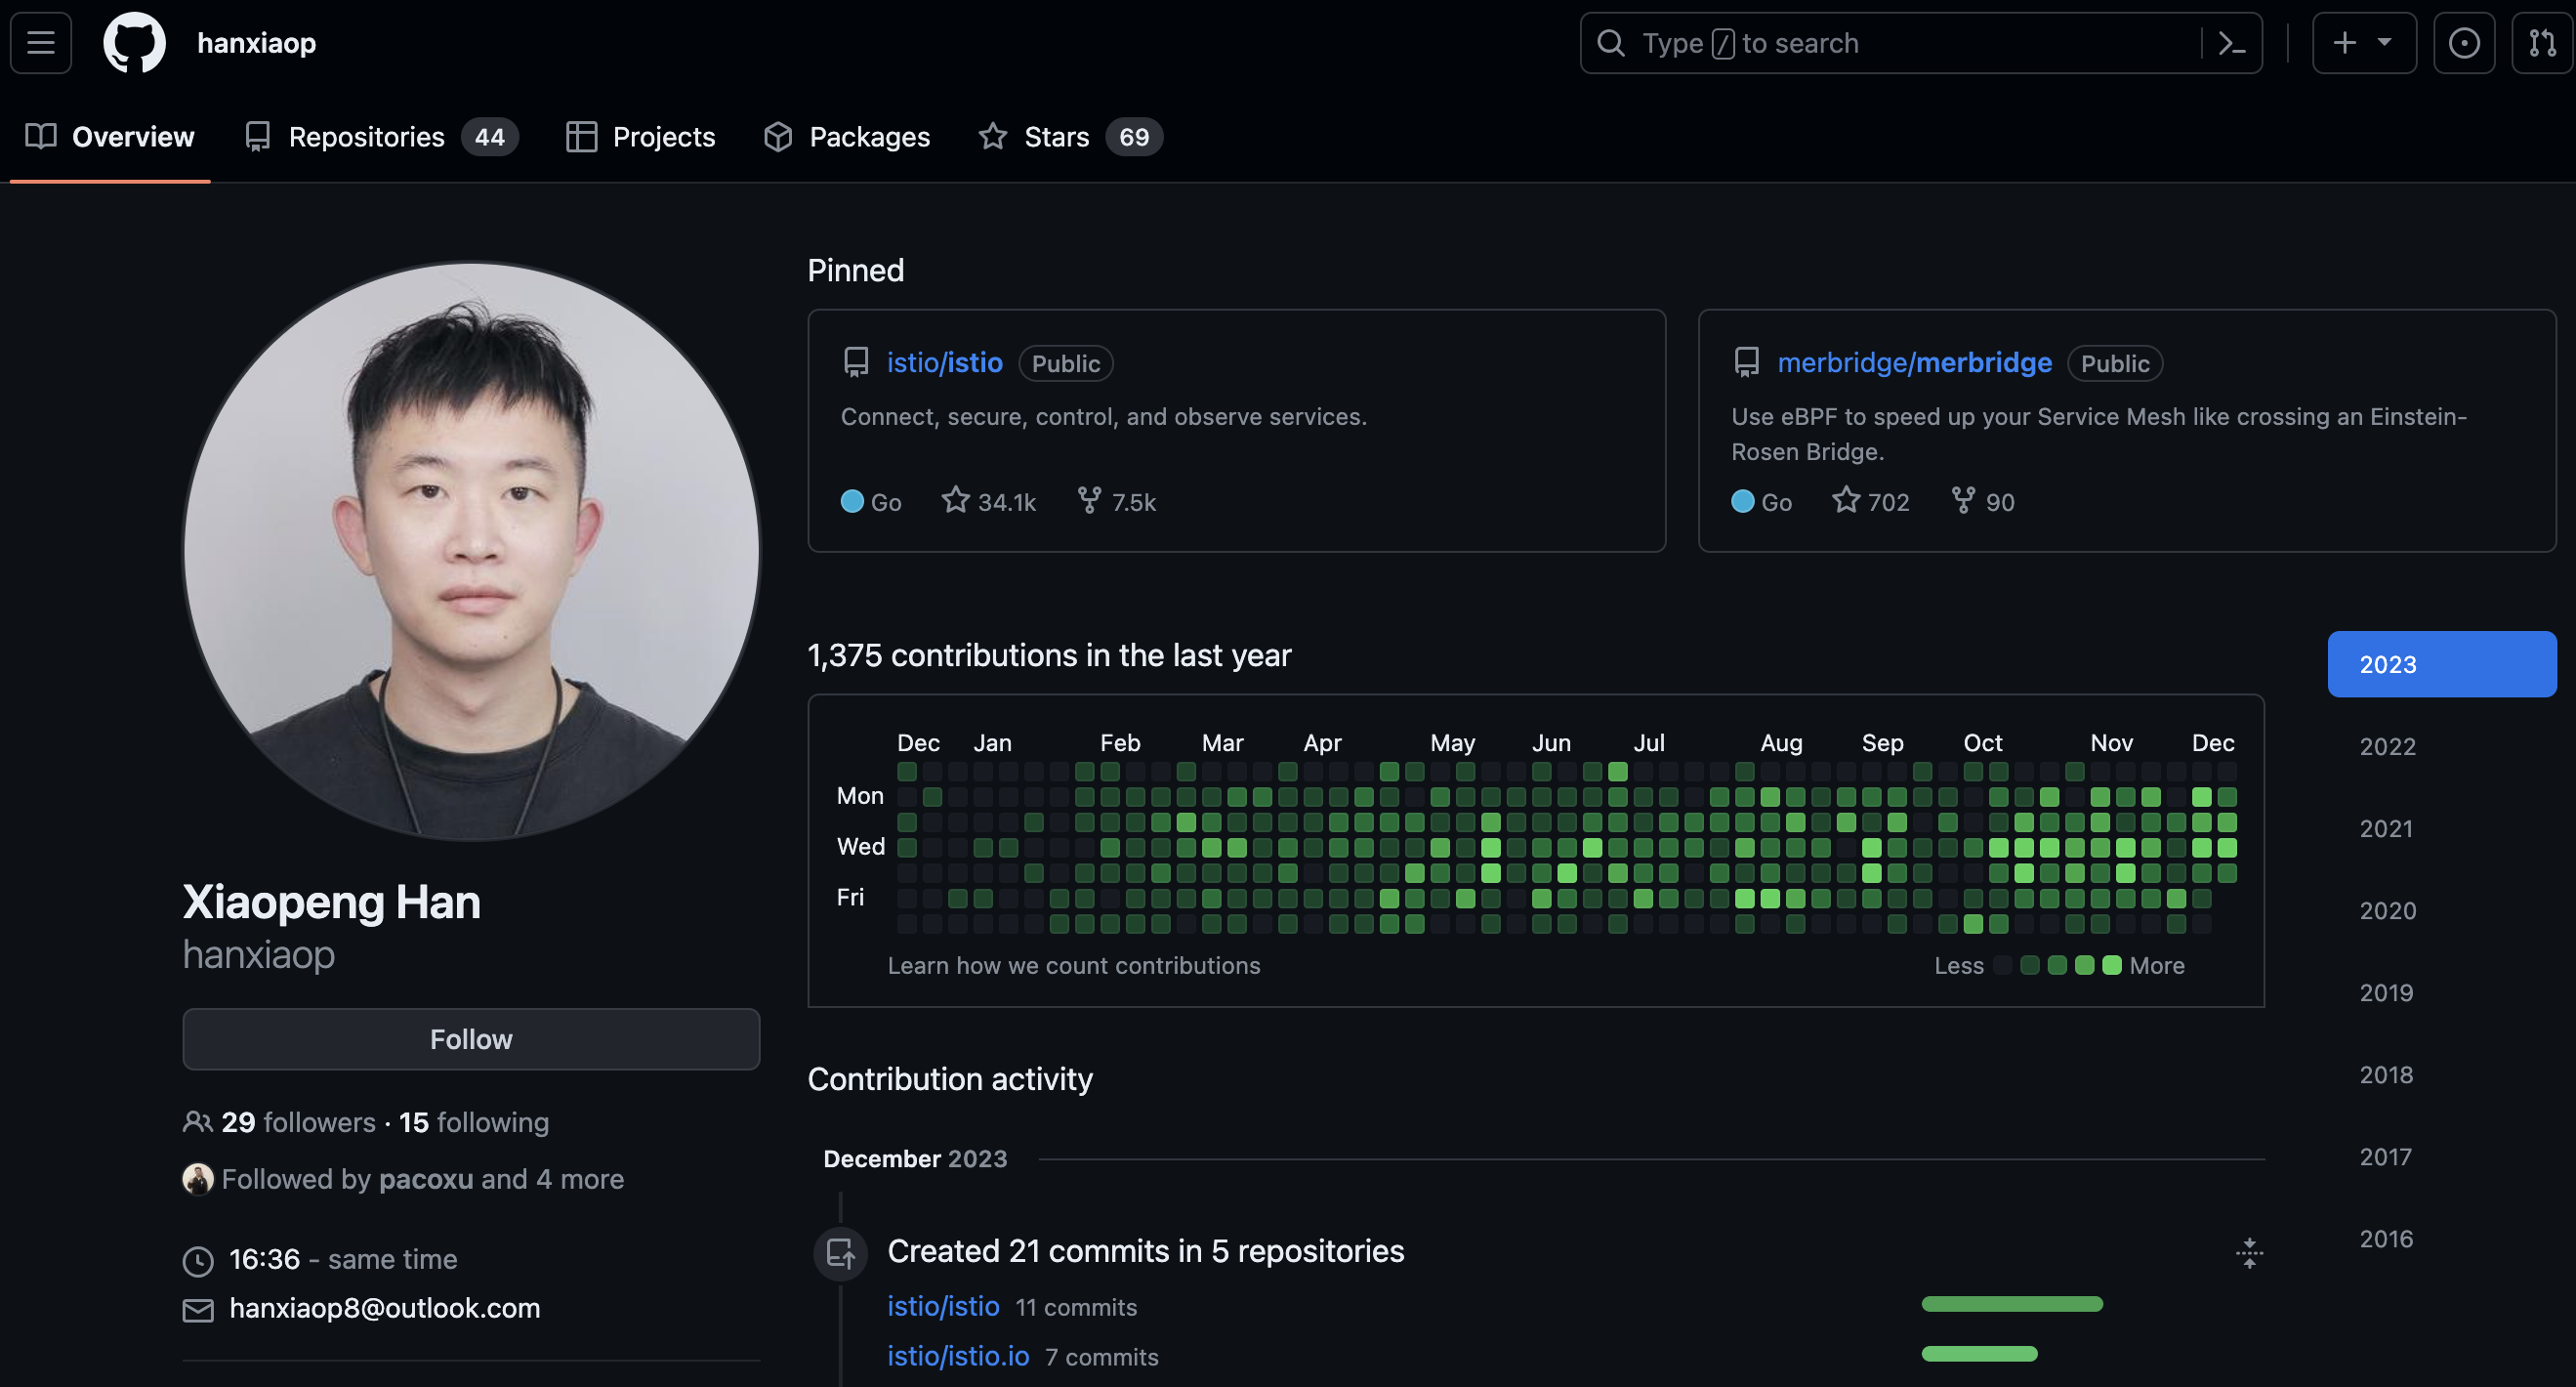 hanxiaop
Type / to search
Overview
Repositories 44
Projects
Packages
Stars 69
Pinned
istio/istio Public
Connect, secure, control, and observe services.
Go 34.1k 7.5k
merbridge/merbridge Public
Use eBPF to speed up your Service Mesh like crossing an Einstein-
Rosen Bridge.
Go 702 90
Xiaopeng Han
hanxiaop
Follow
29 followers · 15 following
Followed by pacoxu and 4 more
16:36 - same time
hanxiaop8@outlook.com
1,375 contributions in the last year
Dec Jan Feb Mar Apr May Jun Jul Aug Sep Oct Nov Dec
Mon
Wed
Fri
Learn how we count contributions
Less More
2023
2022
2021
2020
2019
2018
2017
2016
Contribution activity
December 2023
Created 21 commits in 5 repositories
istio/istio 11 commits
istio/istio.io 7 commits